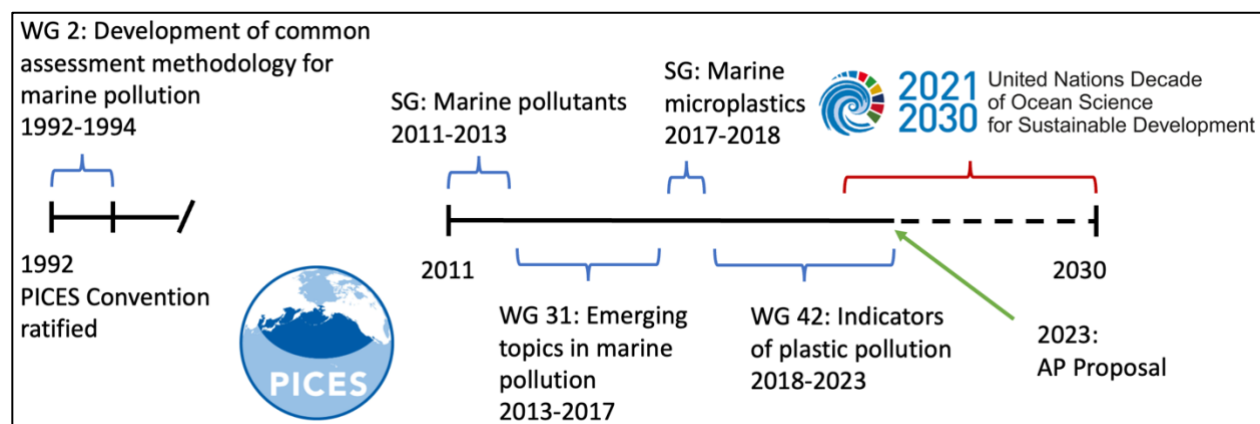 WG 2: Development of common
assessment methodology for
marine pollution
1992-1994
SG: Marine pollutants
2011-2013
SG: Marine
microplastics
2017-2018
2021
2030
United Nations Decade
of Ocean Science
for Sustainable Development
1992
PICES Convention
ratified
PICES
2011
WG 31: Emerging
topics in marine
pollution
2013-2017
WG 42: Indicators
of plastic pollution
2018-2023
2023:
AP Proposal
2030